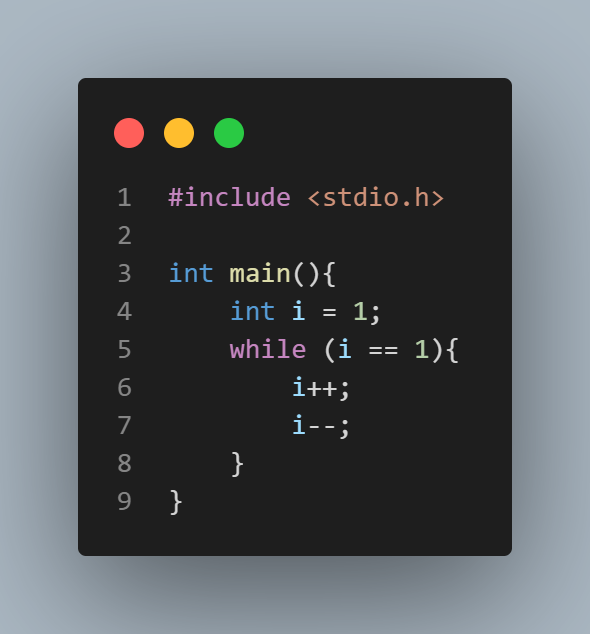 1 #include <stdio.h>
2
3 int main(){
4     int i = 1;
5     while (i == 1){
6         i++;
7         i--;
8     }
9 }